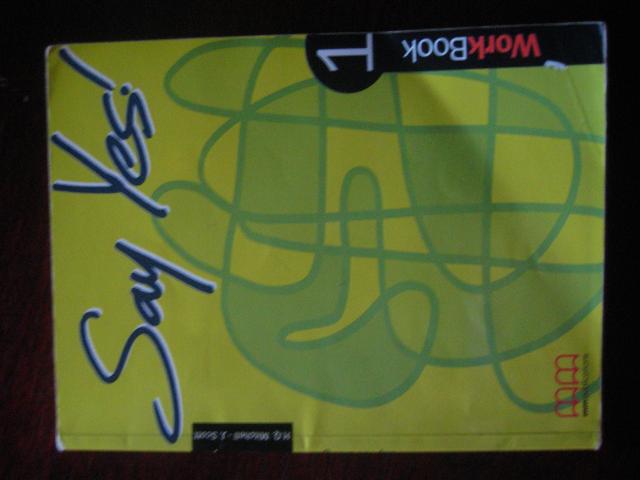 Say Yes!
H.Q. Mitchell - J. Scott
WorkBook
1
mm